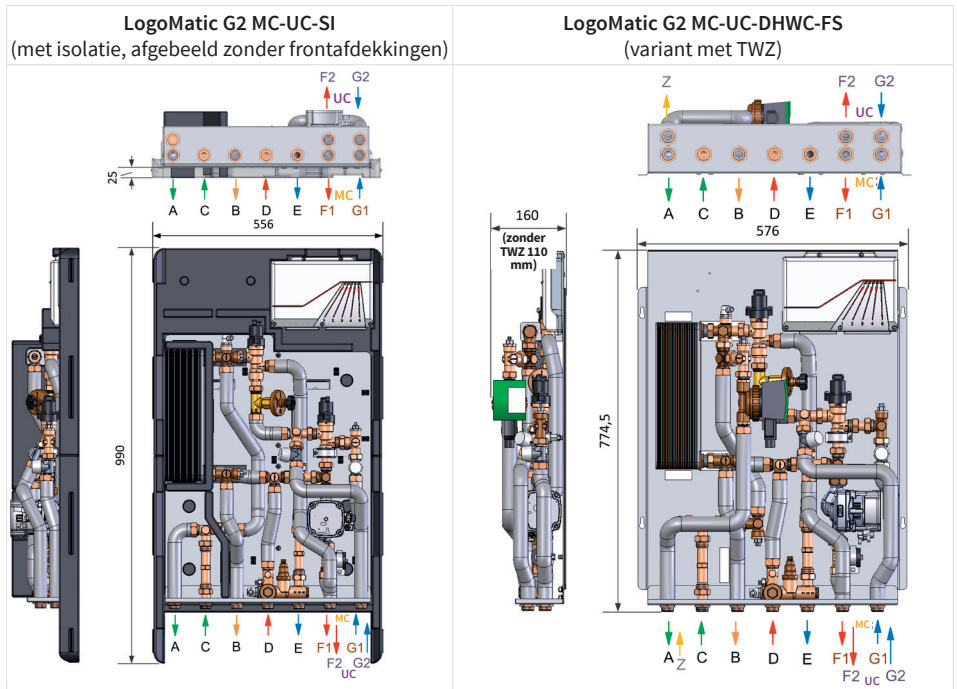 LogoMatic G2 MC-UC-SI
(met isolatie, afgebeeld zonder frontafdekkingen)
F2 G2
UC
25
MC
A C B D E F1 G1
556
990
MC
A C B D E F1 G1
F2 G2
UC
LogoMatic G2 MC-UC-DHWC-FS
(variant met TWZ)
Z F2 G2
UC
MC
A C B D E F1 G1
160
(zonder
TWZ 110
mm)
576
774,5
MC
A C B D E F1 G1
Z F2 UC G2